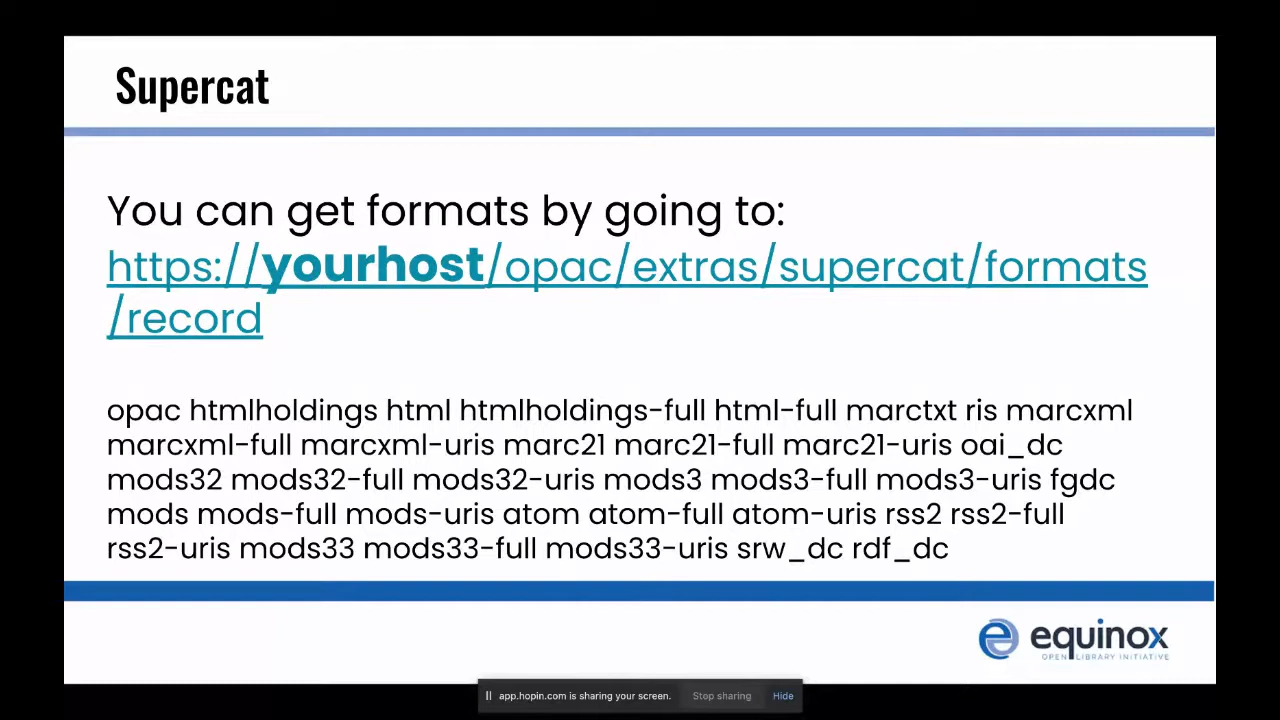 Supercat
You can get formats by going to:
https://yourhost/opac/extras/supercat/formats
/record
opac htmlholdings html htmlholdings-full html-full marctxt ris marcxml
marcxml-full marcxml-uris marc21 marc21-full marc21-uris oai_dc
mods32 mods32-full mods32-uris mods3 mods3-full mods3-uris fgdc
mods mods-full mods-uris atom atom-full atom-uris rss2 rss2-full
rss2-uris mods33 mods33-full mods33-uris srw_dc rdf_dc
equinox
OPEN LIBRARY INITIATIVE
app.hopin.com is sharing your screen. Stop sharing Hide